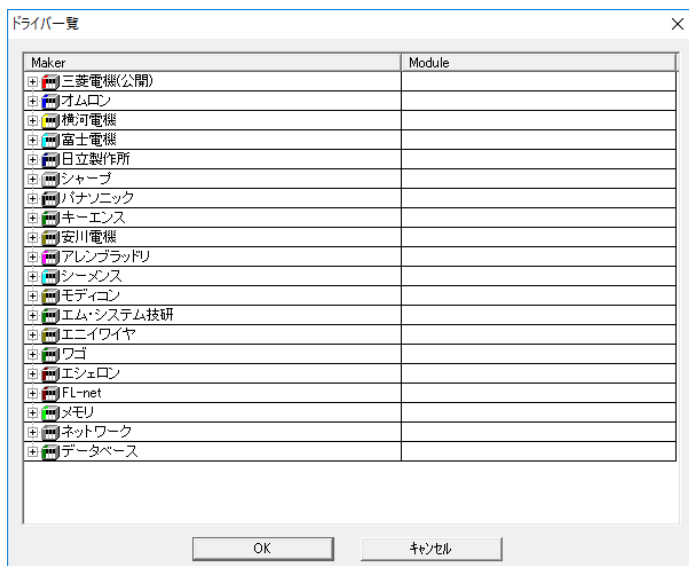 ドライバ一覧
Maker Module
三菱電機(公開)
オムロン
横河電機
富士電機
日立製作所
シャープ
パナソニック
キーエンス
安川電機
アレンブラッドリ
シーメンス
モディコン
エム・システム技研
エニイワイヤ
ワゴ
エシェロン
FL-net
メモリ
ネットワーク
データベース
OK キャンセル